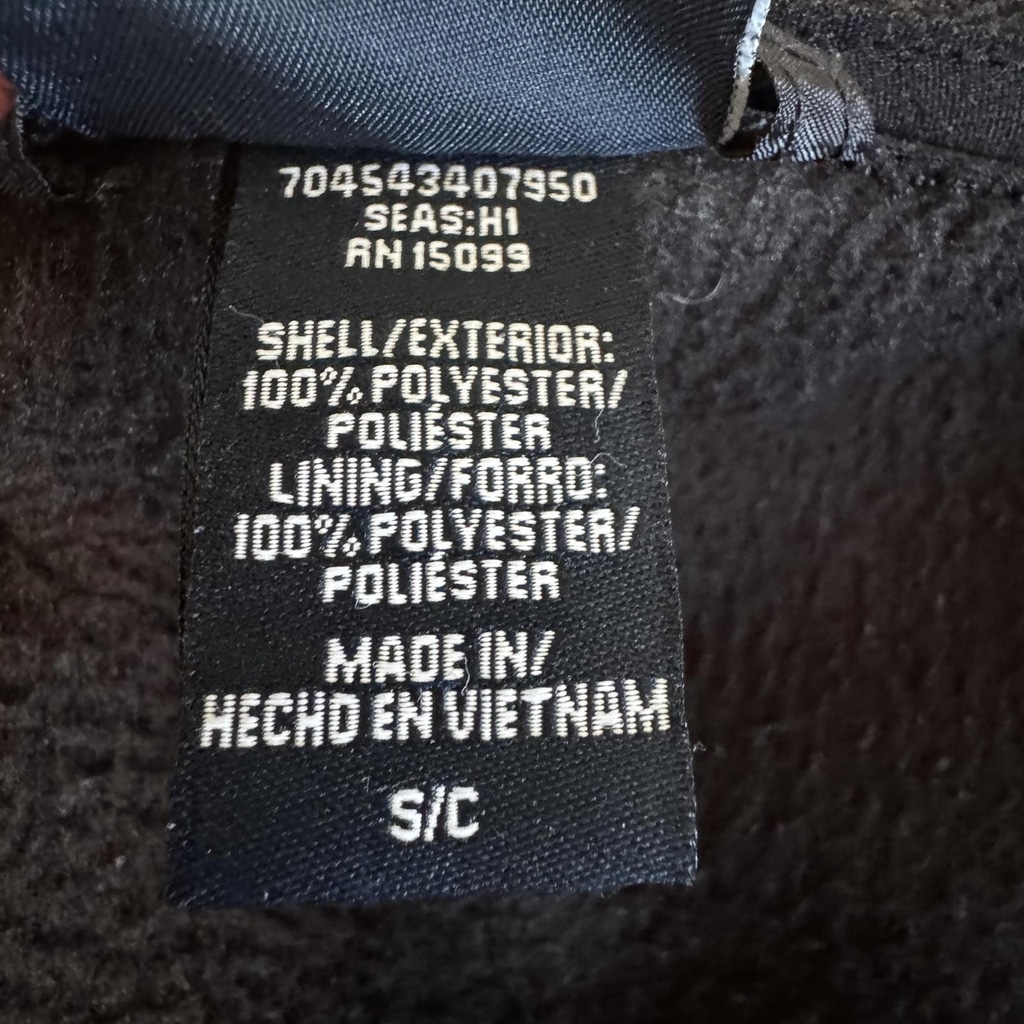 704543407950
SEAS:H1
RN 15099
SHELL/EXTERIOR:
100% POLYESTER/
POLIÉSTER
LINING/FORRO:
100% POLYESTER/
POLIÉSTER
MADE IN/
HECHO EN VIETNAM
S/C